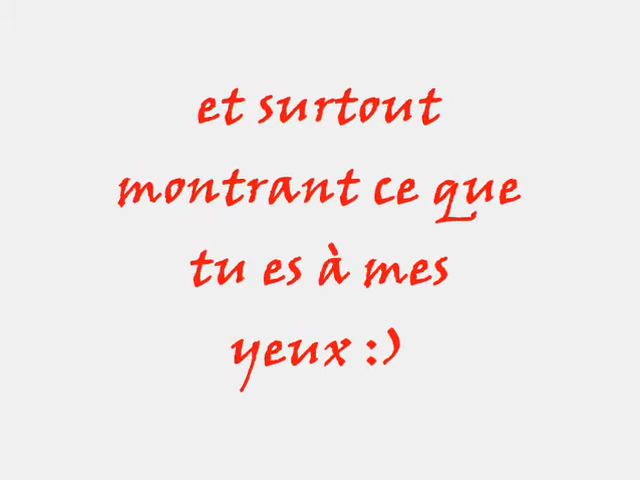 et surtout
montrant ce que
tu es à mes
yeux :)